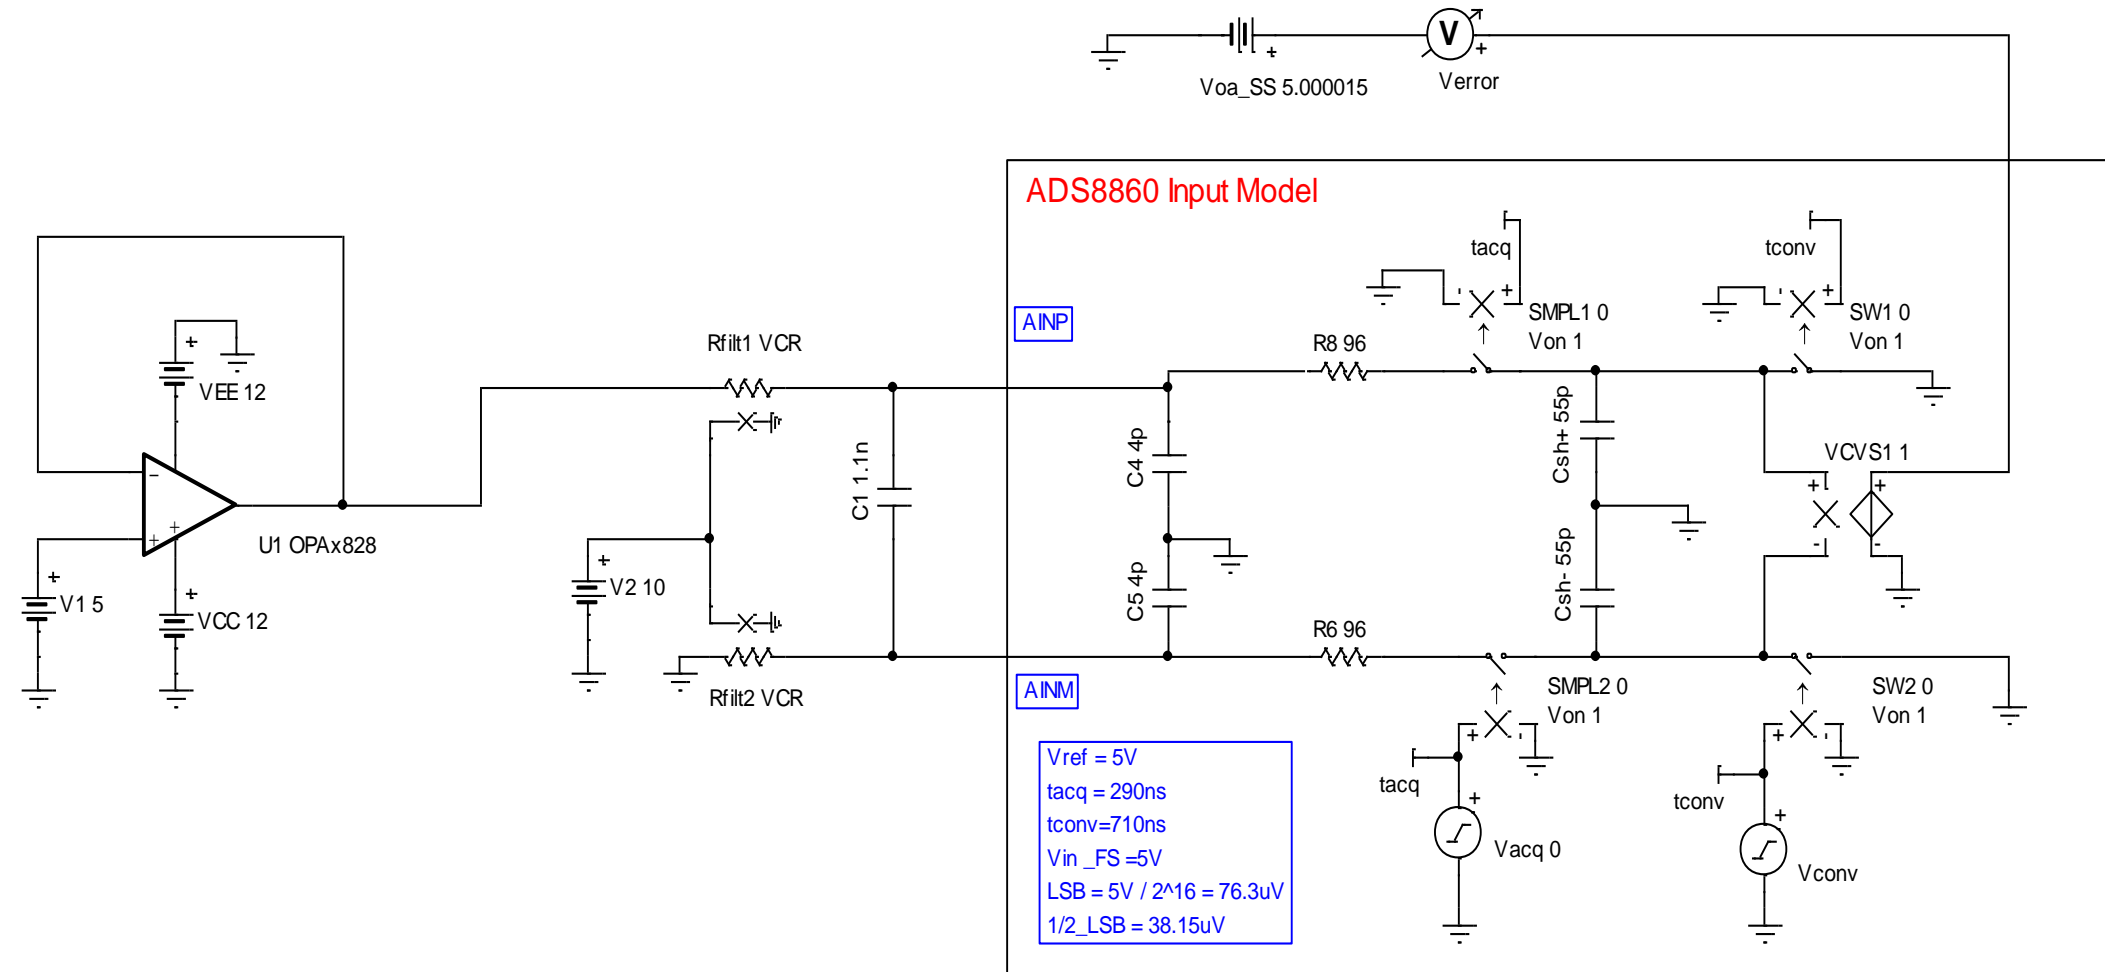 Voa_SS 5.000015
V
+
+
Verror
ADS8860 Input Model
tacq
tconv
AINP
SMPL1 0
Von 1
SW1 0
Von 1
Rfilt1 VCR
R8 96
VEE 12
Csh+ 55p
C4 4p
VCVS1 1
C1 1.1n
U1 OPAx828
V1 5
V2 10
VCC 12
C5 4p
Csh- 55p
R6 96
Rfilt2 VCR
AINM
SMPL2 0
Von 1
SW2 0
Von 1
Vref = 5V
tacq = 290ns
tconv=710ns
Vin _FS =5V
LSB = 5V / 2^16 = 76.3uV
1/2_LSB = 38.15uV
tacq
tconv
Vacq 0
Vconv